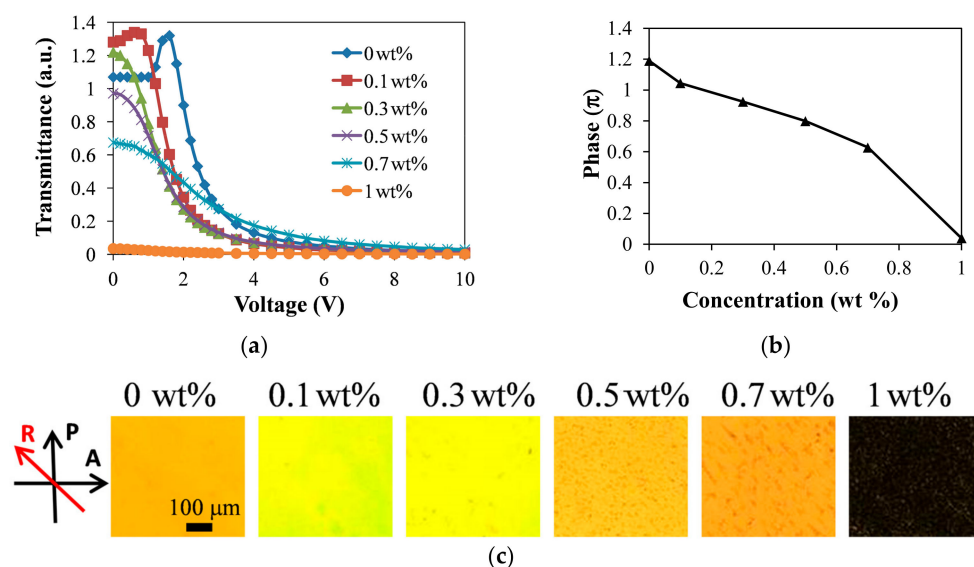 Transmittance (a.u.)
1.4
1.2
1
0.8
0.6
0.4
0.2
0
0 2 4 6 8 10
Voltage (V)
0 wt%
0.1 wt%
0.3 wt%
0.5 wt%
0.7 wt%
1 wt%
(a)
Phase (π)
1.4
1.2
1
0.8
0.6
0.4
0.2
0
0 0.2 0.4 0.6 0.8 1
Concentration (wt %)
(b)
0 wt% 0.1 wt% 0.3 wt% 0.5 wt% 0.7 wt% 1 wt%
R P
A
100 μm
(c)